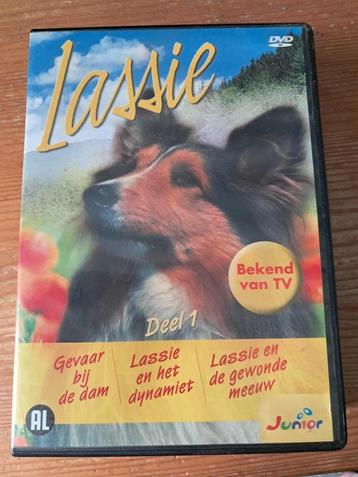 DVD
Lassie
Bekend
van TV
Deel 1
Gevaar
bij
de dam
Lassie
en het
dynamiet
Lassie en
de gewonde
meeuw
AL
Junior